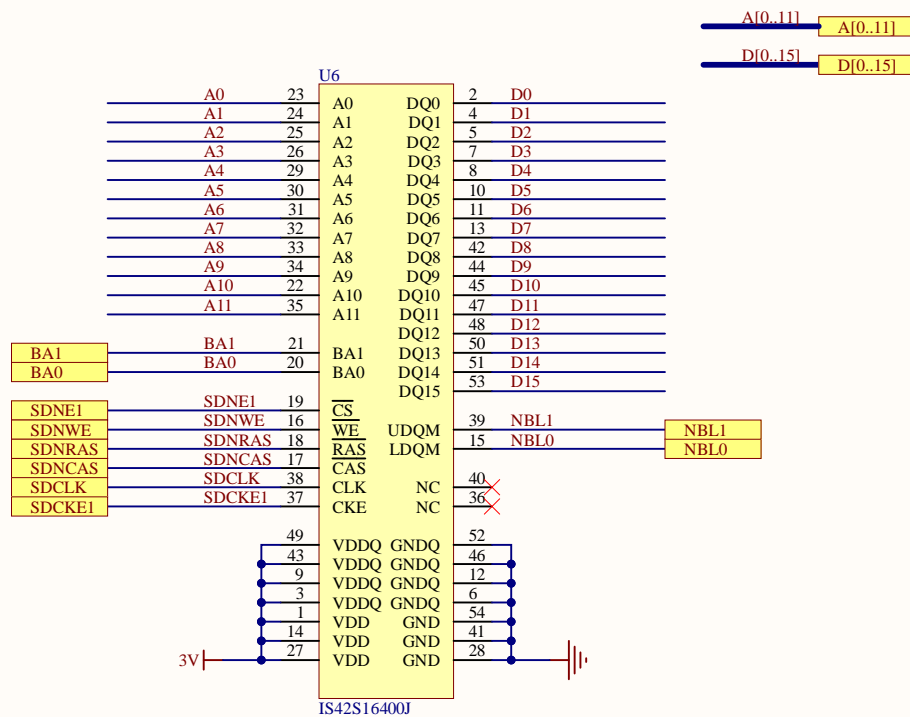 A[0..11] A[0..11]
D[0..15] D[0..15]
U6
A0 23 A0 DQ0 2 D0
A1 24 A1 DQ1 4 D1
A2 25 A2 DQ2 5 D2
A3 26 A3 DQ3 7 D3
A4 29 A4 DQ4 8 D4
A5 30 A5 DQ5 10 D5
A6 31 A6 DQ6 11 D6
A7 32 A7 DQ7 13 D7
A8 33 A8 DQ8 42 D8
A9 34 A9 DQ9 44 D9
A10 22 A10 DQ10 45 D10
A11 35 A11 DQ11 47 D11
DQ12 48 D12
BA1 BA1 21 BA1 DQ13 50 D13
BA0 BA0 20 BA0 DQ14 51 D14
DQ15 53 D15
SDNE1 SDNE1 19 CS
SDNWE SDNWE 16 WE UDQM 39 NBL1 NBL1
SDNRAS SDNRAS 18 RAS LDQM 15 NBL0 NBL0
SDNCAS SDNCAS 17 CAS
SDCLK SDCLK 38 CLK NC 40
SDCKE1 SDCKE1 37 CKE NC 36
49 VDDQ GNDQ 52
43 VDDQ GNDQ 46
9 VDDQ GNDQ 12
3 VDDQ GNDQ 6
1 VDD GND 54
14 VDD GND 41
3V 27 VDD GND 28
IS42S16400J